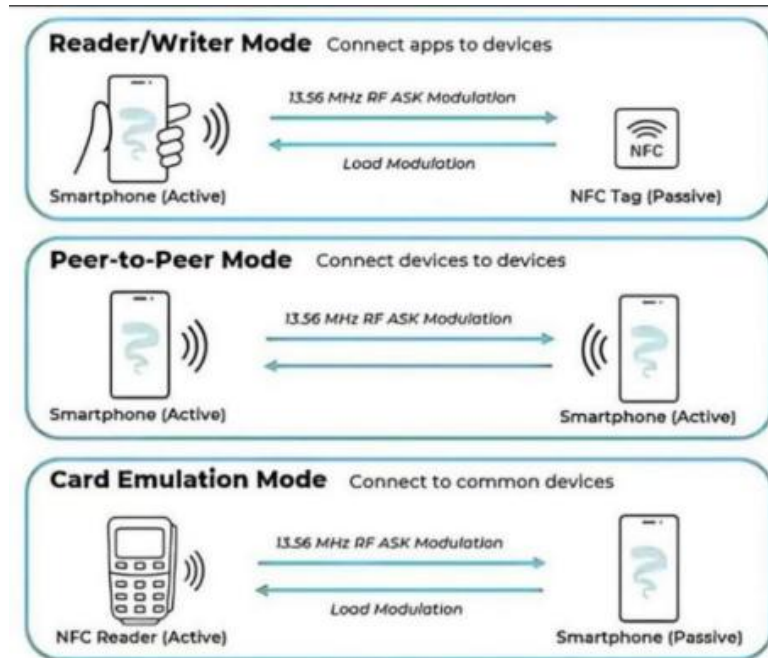 Reader/Writer Mode Connect apps to devices
13.56 MHz RF ASK Modulation
Load Modulation
NFC
Smartphone (Active)
NFC Tag (Passive)
Peer-to-Peer Mode Connect devices to devices
13.56 MHz RF ASK Modulation
Smartphone (Active)
Smartphone (Active)
Card Emulation Mode Connect to common devices
13.56 MHz RF ASK Modulation
Load Modulation
NFC Reader (Active)
Smartphone (Passive)